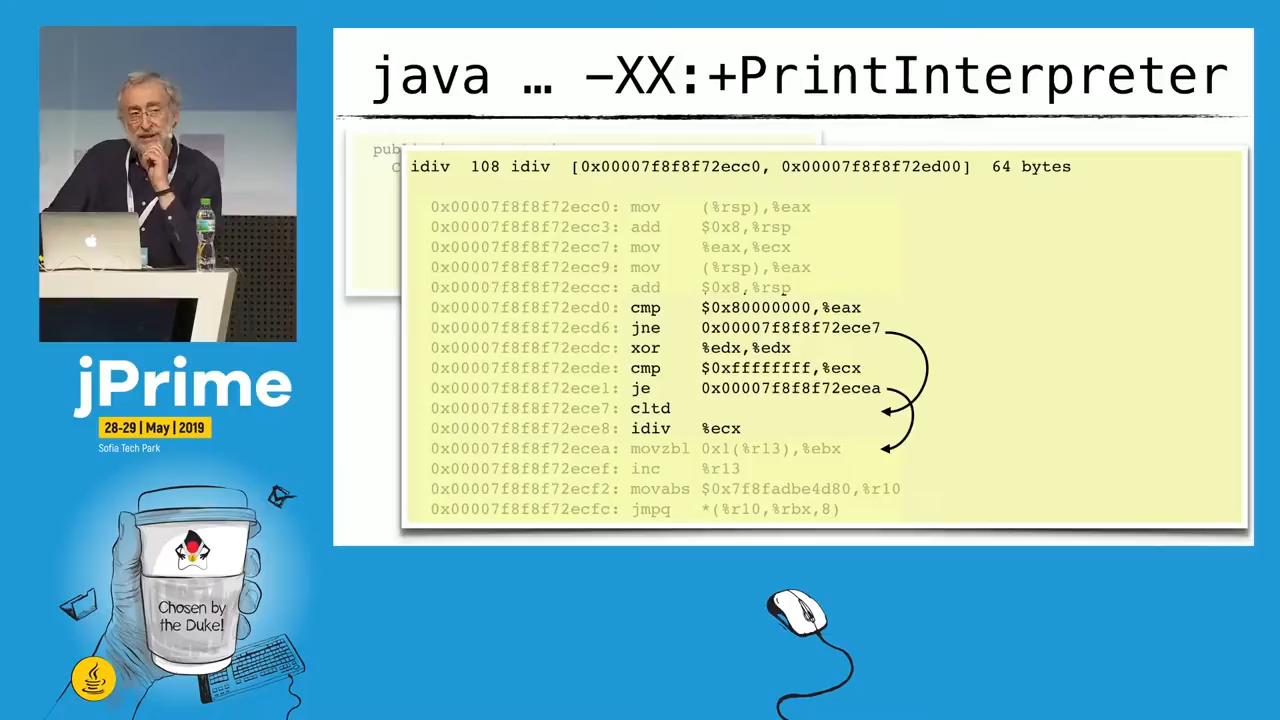 java … –XX:+PrintInterpreter
pub
C
idiv 108 idiv [0x00007f8f8f72ecc0, 0x00007f8f8f72ed00] 64 bytes
0x00007f8f8f72ecc0: mov (%rsp),%eax
0x00007f8f8f72ecc3: add $0x8,%rsp
0x00007f8f8f72ecc7: mov %eax,%ecx
0x00007f8f8f72ecc9: mov (%rsp),%eax
0x00007f8f8f72eccc: add $0x8,%rsp
0x00007f8f8f72ecd0: cmp $0x80000000,%eax
0x00007f8f8f72ecd6: jne 0x00007f8f8f72ece7
0x00007f8f8f72ecdc: xor %edx,%edx
0x00007f8f8f72ecde: cmp $0xffffffff,%ecx
0x00007f8f8f72ece1: je 0x00007f8f8f72ecea
0x00007f8f8f72ece7: cltd
0x00007f8f8f72ece8: idiv %ecx
0x00007f8f8f72ecea: movzbl 0x1(%r13),%ebx
0x00007f8f8f72ecef: inc %r13
0x00007f8f8f72ecf2: movabs $0x7f8fadbe4d80,%r10
0x00007f8f8f72ecfc: jmpq *(%r10,%rbx,8)
jPrime
28-29 | May | 2019
Sofia Tech Park
Chosen by
the Duke!